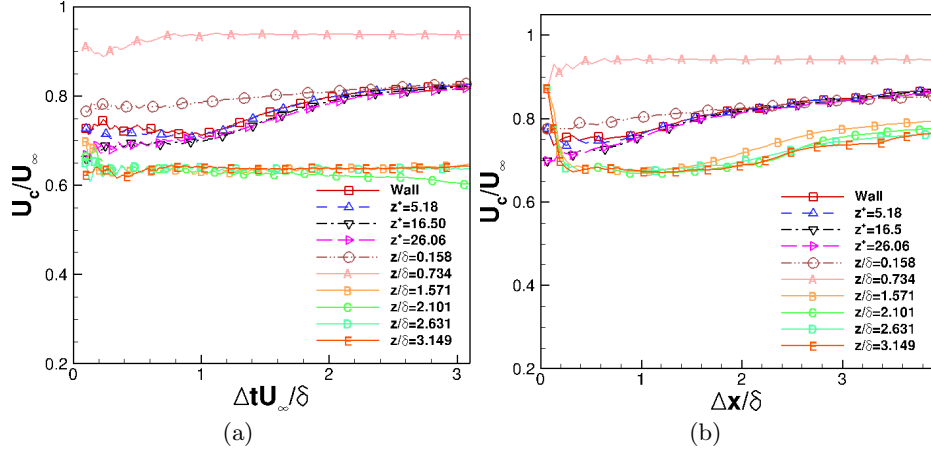 1
0.8
0.6
0.4
0.2
0
1
2
3
U_c/U_∞
ΔtU_∞/δ
Wall
z⁺=5.18
z⁺=16.50
z⁺=26.06
z/δ=0.158
z/δ=0.734
z/δ=1.571
z/δ=2.101
z/δ=2.631
z/δ=3.149
(a)
1
0.8
0.6
0.4
0.2
0
1
2
3
U_c/U_∞
Δx/δ
Wall
z⁺=5.18
z⁺=16.5
z⁺=26.06
z/δ=0.158
z/δ=0.734
z/δ=1.571
z/δ=2.101
z/δ=2.631
z/δ=3.149
(b)